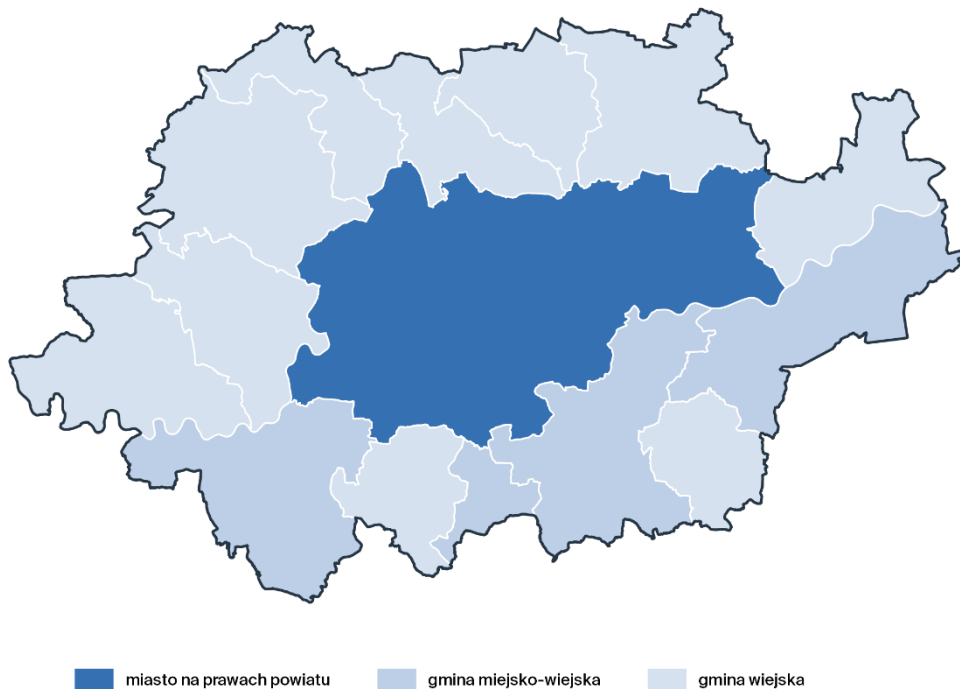 miasto na prawach powiatu
gmina miejsko-wiejska
gmina wiejska